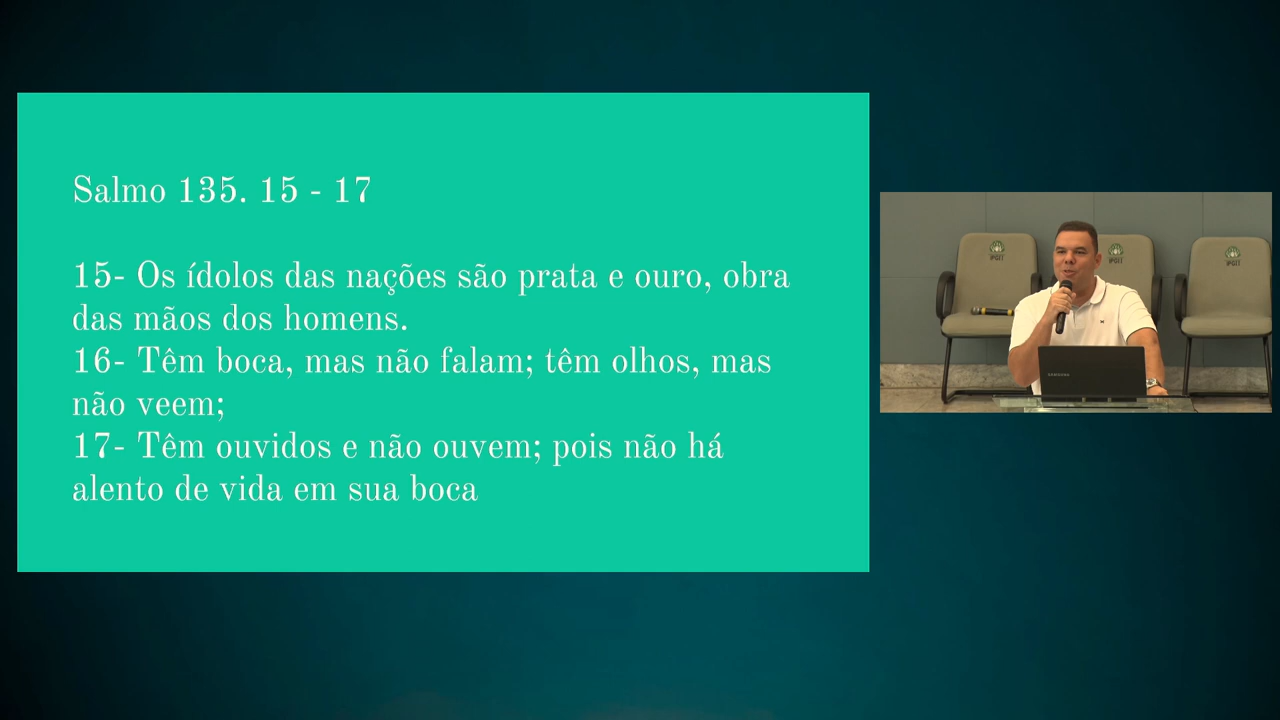 Salmo 135. 15 - 17
15- Os ídolos das nações são prata e ouro, obra
das mãos dos homens.
16- Têm boca, mas não falam; têm olhos, mas
não veem;
17- Têm ouvidos e não ouvem; pois não há
alento de vida em sua boca
SAMSUNG